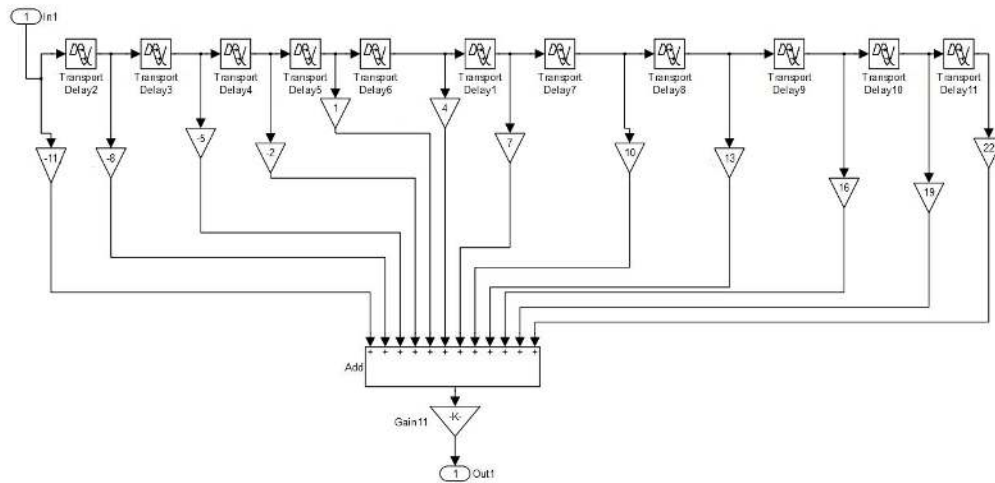 1
In1
Transport
Delay2
Transport
Delay3
Transport
Delay4
Transport
Delay5
Transport
Delay6
Transport
Delay1
Transport
Delay7
Transport
Delay8
Transport
Delay9
Transport
Delay10
Transport
Delay11
1
4
-5
-2
7
-11
-8
10
13
22
16
19
+ + + + + + + + + + + +
Add
-K-
Gain11
1
Out1